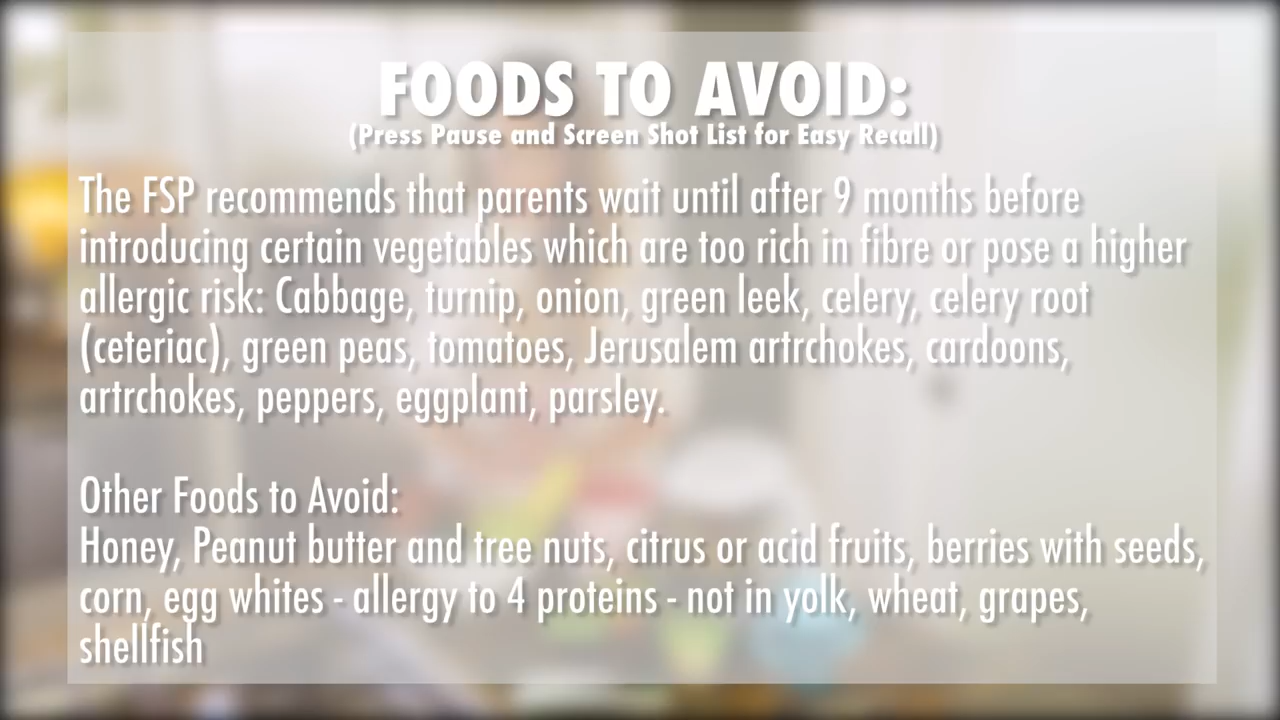 FOODS TO AVOID:
(Press Pause and Screen Shot List for Easy Recall)
The FSP recommends that parents wait until after 9 months before
introducing certain vegetables which are too rich in fibre or pose a higher
allergic risk: Cabbage, turnip, onion, green leek, celery, celery root
(ceteriac), green peas, tomatoes, Jerusalem artrchokes, cardoons,
artrchokes, peppers, eggplant, parsley.
Other Foods to Avoid:
Honey, Peanut butter and tree nuts, citrus or acid fruits, berries with seeds,
corn, egg whites - allergy to 4 proteins - not in yolk, wheat, grapes,
shellfish